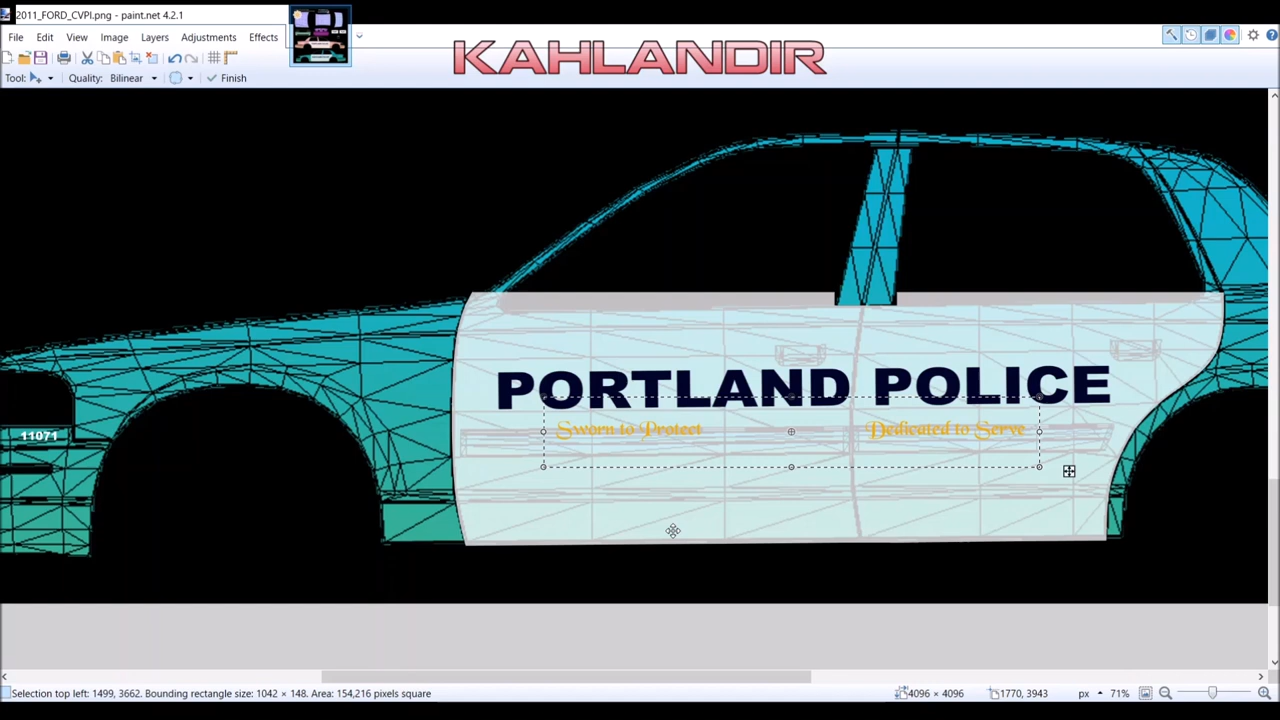 2011_FORD_CVPI.png - paint.net 4.2.1
File Edit View Image Layers Adjustments Effects
KAHLANDIR
Tool: Quality: Bilinear Finish
PORTLAND POLICE
Sworn to Protect Dedicated to Serve
11071
Selection top left: 1499, 3662. Bounding rectangle size: 1042 × 148. Area: 154,216 pixels square 4096 × 4096 1770, 3943 px 71%